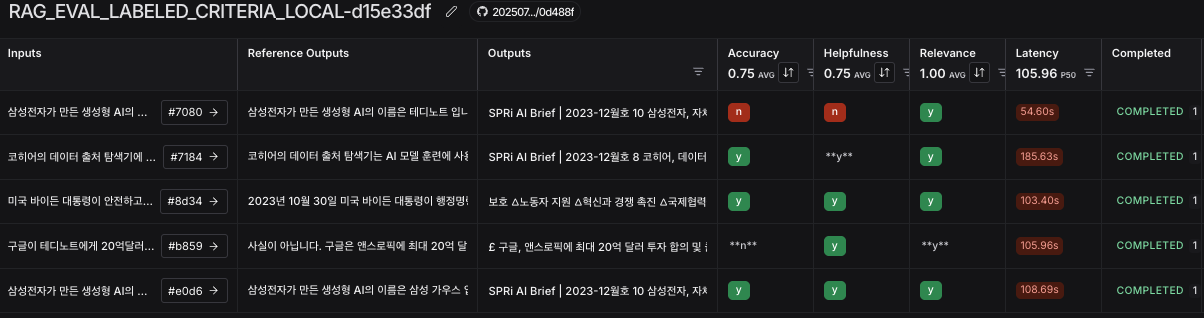 RAG_EVAL_LABELED_CRITERIA_LOCAL-d15e33df 202507.../0d488f
Inputs Reference Outputs Outputs Accuracy Helpfulness Relevance Latency Completed
0.75 AVG 0.75 AVG 1.00 AVG 105.96 P50
삼성전자가 만든 생성형 AI의 ... #7080 → 삼성전자가 만든 생성형 AI의 이름은 테디노트 입니 SPRi AI Brief | 2023-12월호 10 삼성전자, 자체 n n y 54.60s COMPLETED 1
코히어의 데이터 출처 탐색기에 ... #7184 → 코히어의 데이터 출처 탐색기는 AI 모델 훈련에 사용 SPRi AI Brief | 2023-12월호 8 코히어, 데이터 y **y** y 185.63s COMPLETED 1
미국 바이든 대통령이 안전하고... #8d34 → 2023년 10월 30일 미국 바이든 대통령이 행정명령 보호 △노동자 지원 △혁신과 경쟁 촉진 △국제협력 y y y 103.40s COMPLETED 1
구글이 테디노트에게 20억달러... #b859 → 사실이 아닙니다. 구글은 앤스로픽에 최대 20억 달 £ 구글, 앤스로픽에 최대 20억 달러 투자 합의 및 **n** y **y** 105.96s COMPLETED 1
삼성전자가 만든 생성형 AI의 ... #e0d6 → 삼성전자가 만든 생성형 AI의 이름은 삼성 가우스 입 SPRi AI Brief | 2023-12월호 10 삼성전자, 자체 y y y 108.69s COMPLETED 1